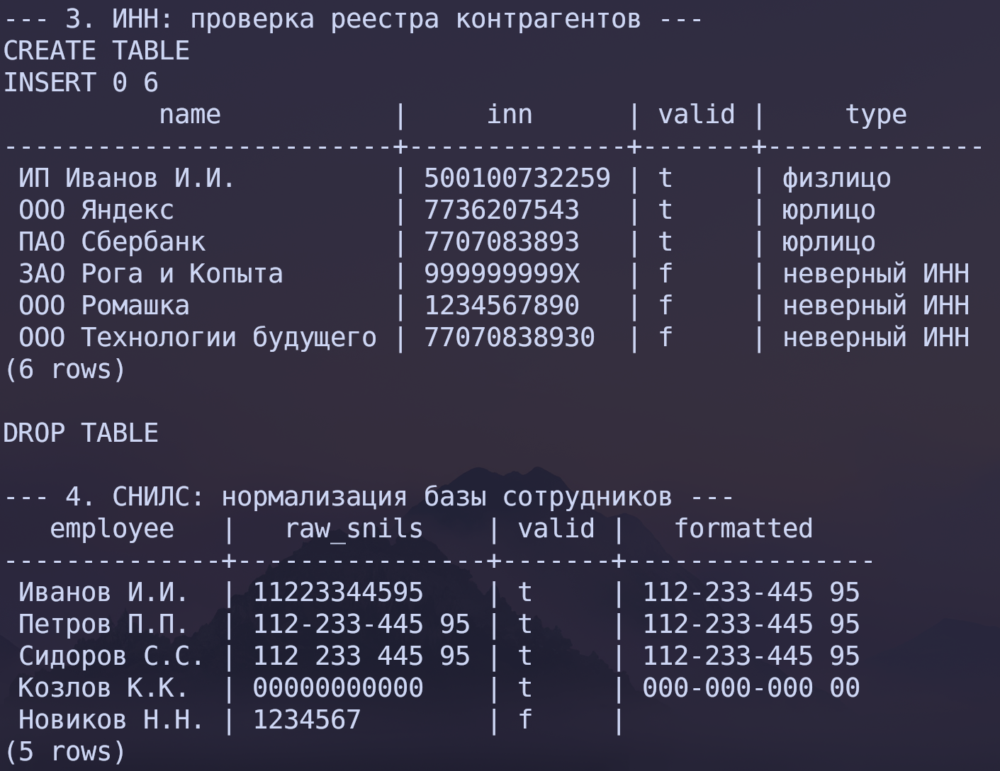 --- 3. ИНН: проверка реестра контрагентов ---
CREATE TABLE
INSERT 0 6
          name           |     inn      | valid |     type
-------------------------+--------------+-------+--------------
 ИП Иванов И.И.          | 500100732259 | t     | физлицо
 ООО Яндекс              | 7736207543   | t     | юрлицо
 ПАО Сбербанк            | 7707083893   | t     | юрлицо
 ЗАО Рога и Копыта       | 999999999X   | f     | неверный ИНН
 ООО Ромашка             | 1234567890   | f     | неверный ИНН
 ООО Технологии будущего | 77070838930  | f     | неверный ИНН
(6 rows)

DROP TABLE

--- 4. СНИЛС: нормализация базы сотрудников ---
   employee   |   raw_snils    | valid |   formatted
--------------+----------------+-------+----------------
 Иванов И.И.  | 11223344595    | t     | 112-233-445 95
 Петров П.П.  | 112-233-445 95 | t     | 112-233-445 95
 Сидоров С.С. | 112 233 445 95 | t     | 112-233-445 95
 Козлов К.К.  | 00000000000    | t     | 000-000-000 00
 Новиков Н.Н. | 1234567        | f     |
(5 rows)